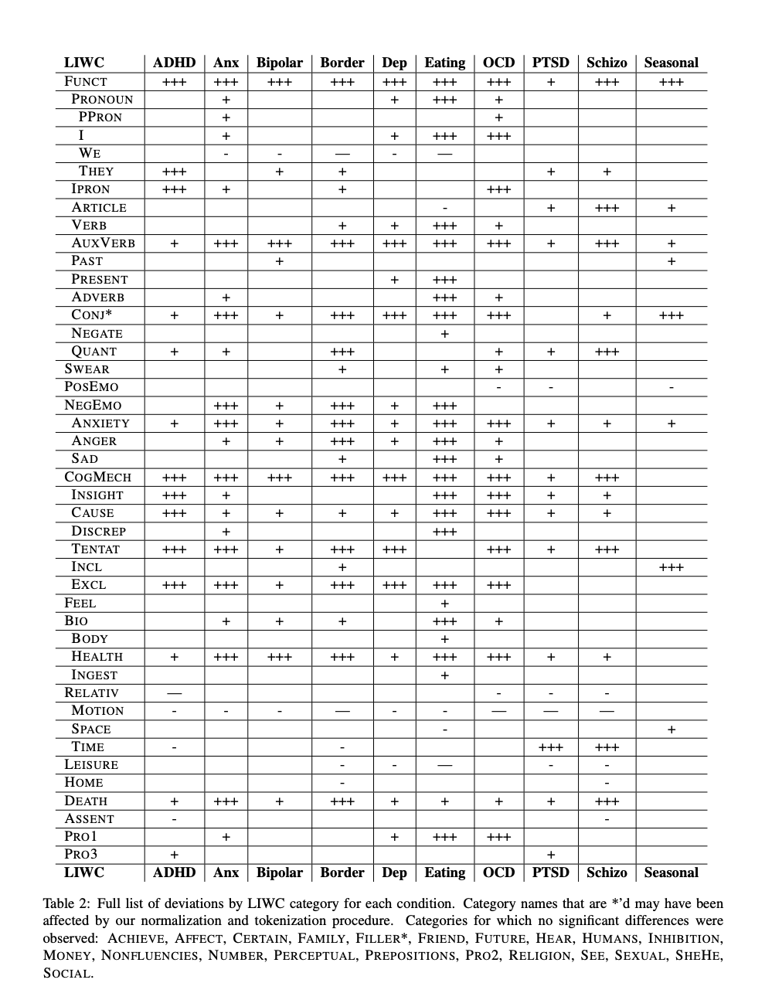 LIWC ADHD Anx Bipolar Border Dep Eating OCD PTSD Schizo Seasonal
FUNCT +++ +++ +++ +++ +++ +++ +++ + +++ +++
PRONOUN + + +++ +
PPRON + +
I + + +++ +++
WE - - — - —
THEY +++ + + + +
IPRON +++ + + +++
ARTICLE - + +++ +
VERB + + +++ +
AUXVERB + +++ +++ +++ +++ +++ +++ + +++ +
PAST + +
PRESENT + +++
ADVERB + +++ +
CONJ* + +++ + +++ +++ +++ +++ + +++
NEGATE +
QUANT + + +++ + + +++
SWEAR + + +
POSEMO - - -
NEGEMO +++ + +++ + +++
ANXIETY + +++ + +++ + +++ +++ + + +
ANGER + + +++ + +++ +
SAD + +++ +
COGMECH +++ +++ +++ +++ +++ +++ +++ + +++
INSIGHT +++ + +++ +++ + +
CAUSE +++ + + + + +++ +++ + +
DISCREP + +++
TENTAT +++ +++ + +++ +++ +++ + +++
INCL + +++
EXCL +++ +++ + +++ +++ +++ +++
FEEL +
BIO + + + +++ +
BODY +
HEALTH + +++ +++ +++ + +++ +++ + +
INGEST +
RELATIV — - - -
MOTION - - - — - - — — —
SPACE - +
TIME - - +++ +++
LEISURE - - — - -
HOME - -
DEATH + +++ + +++ + + + + +++
ASSENT - -
PRO1 + + +++ +++
PRO3 + +
LIWC ADHD Anx Bipolar Border Dep Eating OCD PTSD Schizo Seasonal
Table 2: Full list of deviations by LIWC category for each condition. Category names that are *'d may have been
affected by our normalization and tokenization procedure. Categories for which no significant differences were
observed: ACHIEVE, AFFECT, CERTAIN, FAMILY, FILLER*, FRIEND, FUTURE, HEAR, HUMANS, INHIBITION,
MONEY, NONFLUENCIES, NUMBER, PERCEPTUAL, PREPOSITIONS, PRO2, RELIGION, SEE, SEXUAL, SHEHE,
SOCIAL.